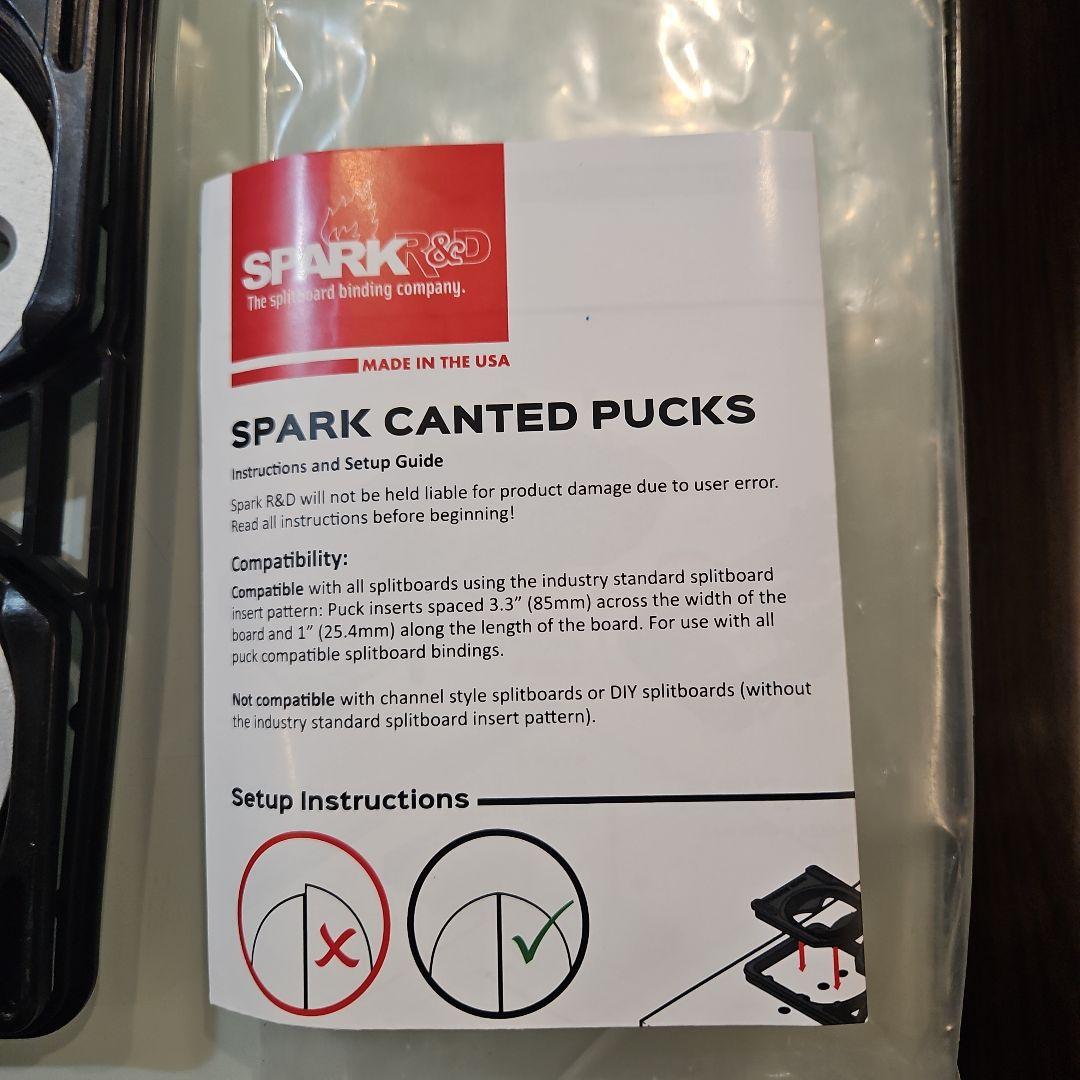 SPARK R&D
The splitboard binding company.
MADE IN THE USA
SPARK CANTED PUCKS
Instructions and Setup Guide
Spark R&D will not be held liable for product damage due to user error.
Read all instructions before beginning!
Compatibility:
Compatible with all splitboards using the industry standard splitboard
insert pattern: Puck inserts spaced 3.3” (85mm) across the width of the
board and 1” (25.4mm) along the length of the board. For use with all
puck compatible splitboard bindings.
Not compatible with channel style splitboards or DIY splitboards (without
the industry standard splitboard insert pattern).
Setup Instructions